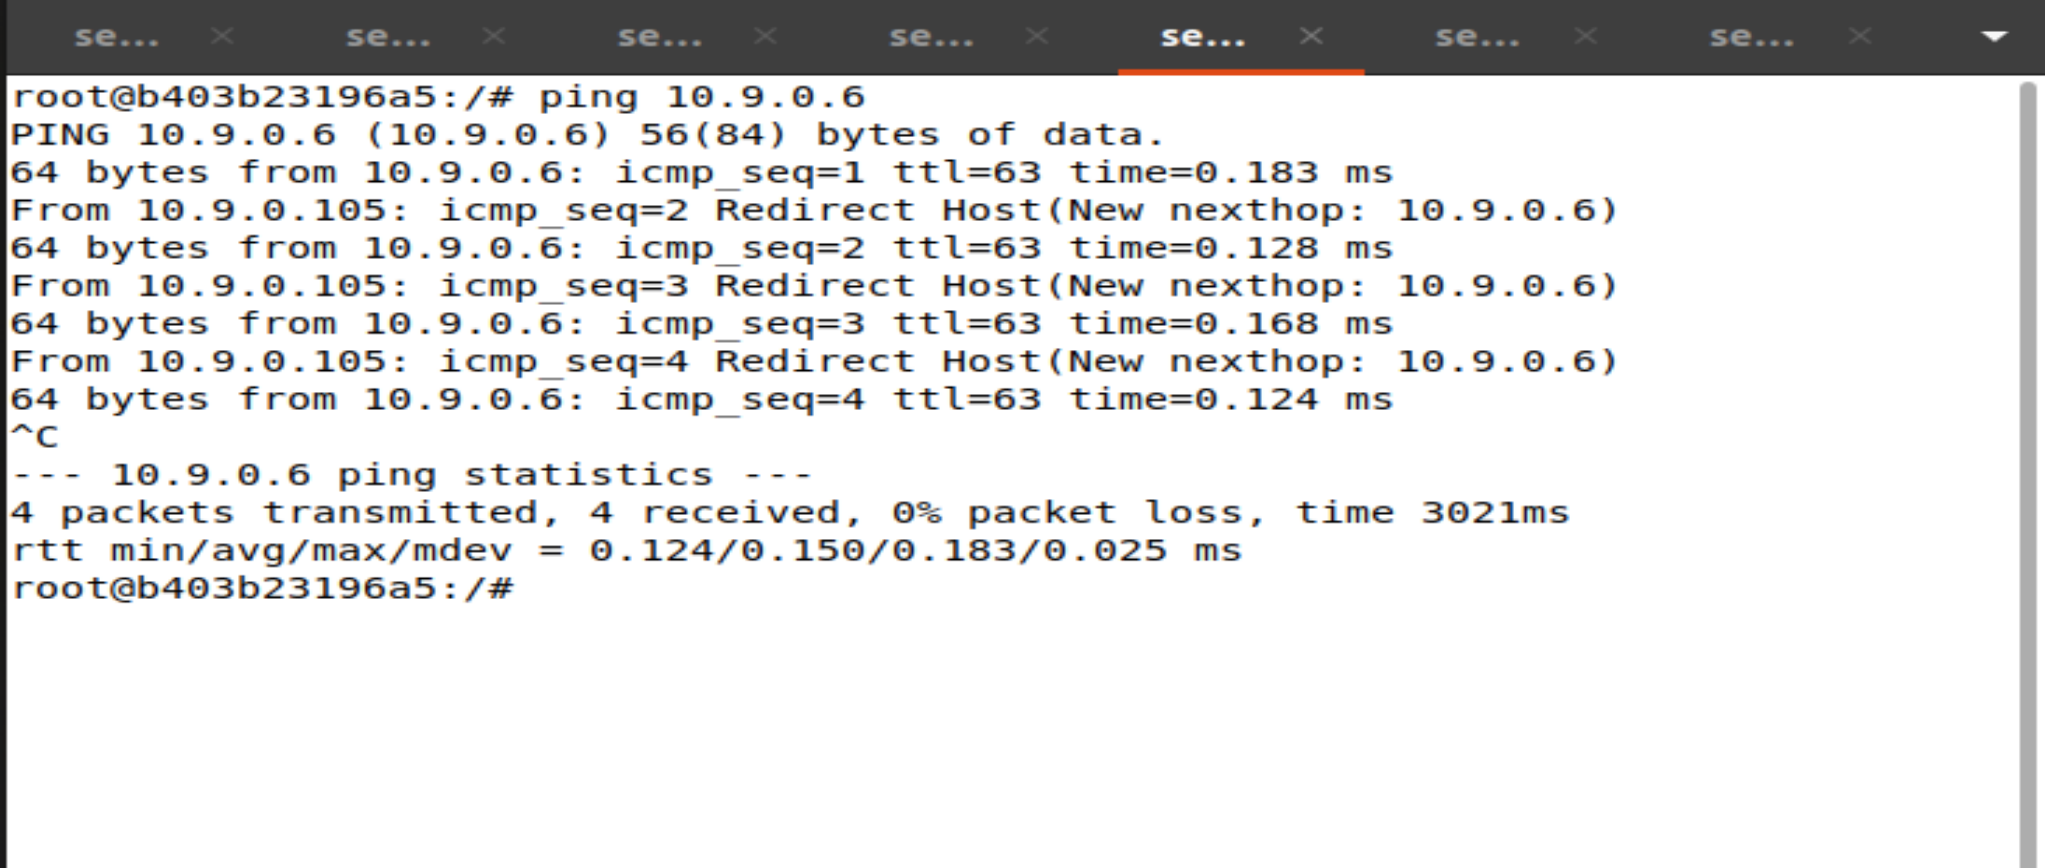 se... × se... × se... × se... × se... × se... × se... ×
root@b403b23196a5:/# ping 10.9.0.6
PING 10.9.0.6 (10.9.0.6) 56(84) bytes of data.
64 bytes from 10.9.0.6: icmp_seq=1 ttl=63 time=0.183 ms
From 10.9.0.105: icmp_seq=2 Redirect Host(New nexthop: 10.9.0.6)
64 bytes from 10.9.0.6: icmp_seq=2 ttl=63 time=0.128 ms
From 10.9.0.105: icmp_seq=3 Redirect Host(New nexthop: 10.9.0.6)
64 bytes from 10.9.0.6: icmp_seq=3 ttl=63 time=0.168 ms
From 10.9.0.105: icmp_seq=4 Redirect Host(New nexthop: 10.9.0.6)
64 bytes from 10.9.0.6: icmp_seq=4 ttl=63 time=0.124 ms
^C
--- 10.9.0.6 ping statistics ---
4 packets transmitted, 4 received, 0% packet loss, time 3021ms
rtt min/avg/max/mdev = 0.124/0.150/0.183/0.025 ms
root@b403b23196a5:/#